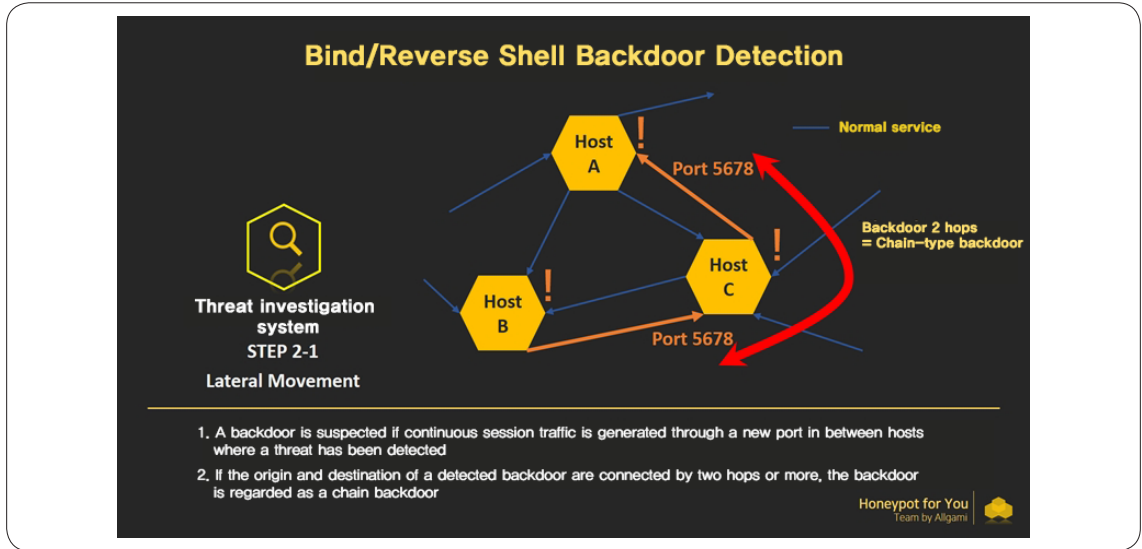 Bind/Reverse Shell Backdoor Detection
Normal service
Host
A
!
Port 5678
Backdoor 2 hops
= Chain-type backdoor
Host
C
!
Host
B
!
Port 5678
Threat investigation
system
STEP 2-1
Lateral Movement
1. A backdoor is suspected if continuous session traffic is generated through a new port in between hosts
where a threat has been detected
2. If the origin and destination of a detected backdoor are connected by two hops or more, the backdoor
is regarded as a chain backdoor
Honeypot for You
Team by Allgami